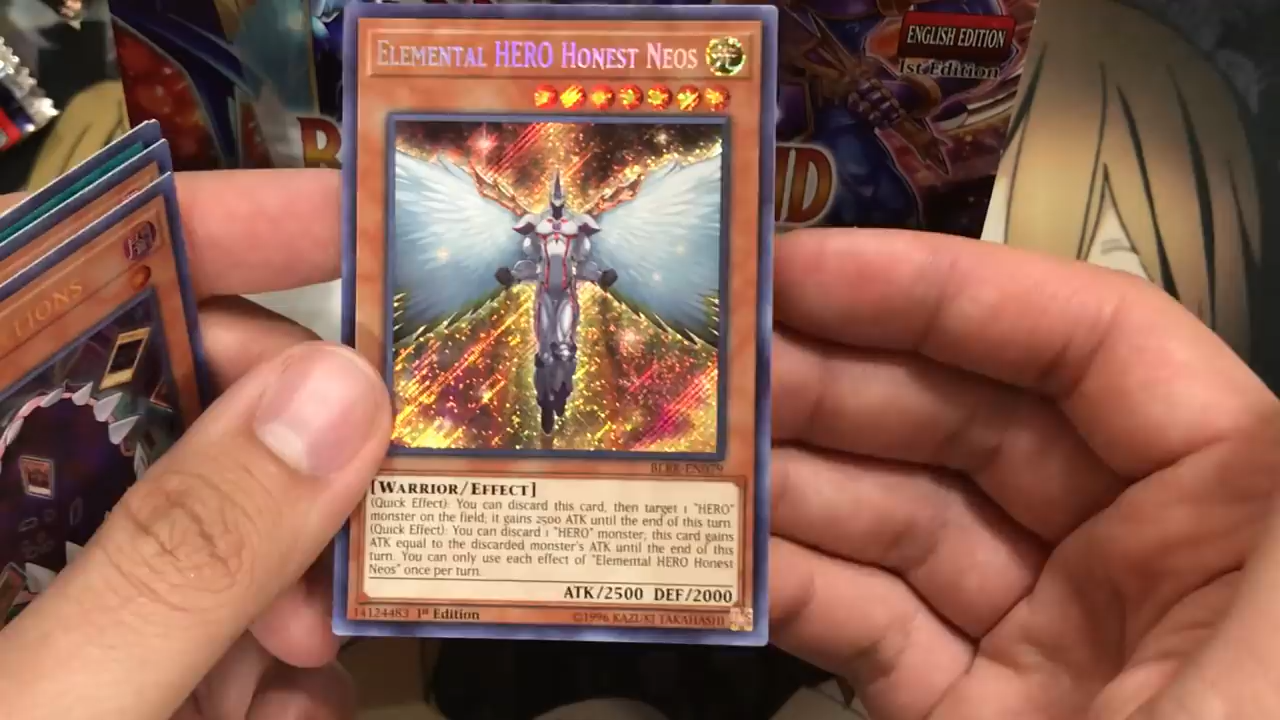 ENGLISH EDITION
1st Edition
ELEMENTAL HERO HONEST NEOS
LIONS
BLRR-EN079
[WARRIOR/EFFECT]
(Quick Effect): You can discard this card, then target 1 "HERO"
monster on the field; it gains 2500 ATK until the end of this turn.
(Quick Effect): You can discard 1 "HERO" monster; this card gains
ATK equal to the discarded monster's ATK until the end of this
turn. You can only use each effect of "Elemental HERO Honest
Neos" once per turn.
ATK/2500 DEF/2000
14124483 1st Edition ©1996 KAZUKI TAKAHASHI